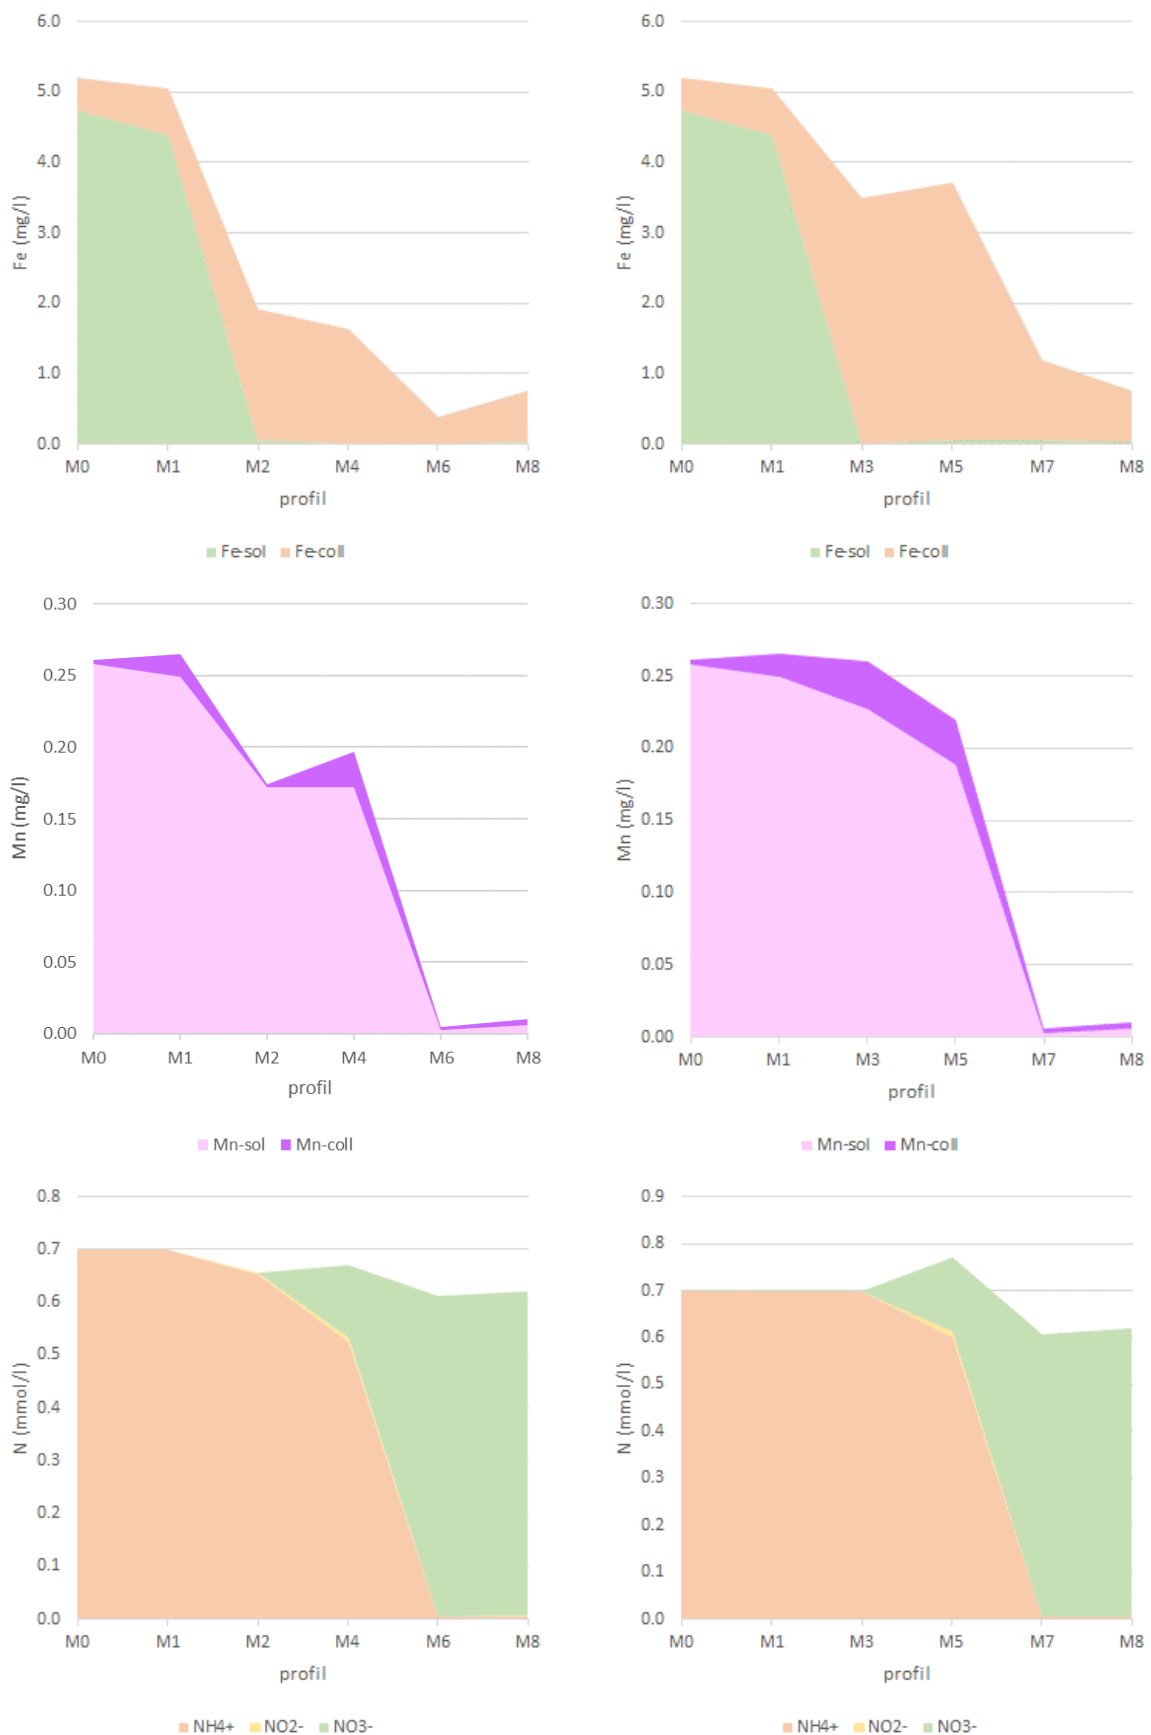 6.0
5.0
4.0
3.0
2.0
1.0
0.0
Fe (mg/l)
M0 M1 M2 M4 M6 M8
profil
Fe-sol Fe-coll
6.0
5.0
4.0
3.0
2.0
1.0
0.0
Fe (mg/l)
M0 M1 M3 M5 M7 M8
profil
Fe-sol Fe-coll
0.30
0.25
0.20
0.15
0.10
0.05
0.00
Mn (mg/l)
M0 M1 M2 M4 M6 M8
profil
Mn-sol Mn-coll
0.30
0.25
0.20
0.15
0.10
0.05
0.00
Mn (mg/l)
M0 M1 M3 M5 M7 M8
profil
Mn-sol Mn-coll
0.8
0.7
0.6
0.5
0.4
0.3
0.2
0.1
0.0
N (mmol/l)
M0 M1 M2 M4 M6 M8
profil
NH4+ NO2- NO3-
0.9
0.8
0.7
0.6
0.5
0.4
0.3
0.2
0.1
0.0
N (mmol/l)
M0 M1 M3 M5 M7 M8
profil
NH4+ NO2- NO3-